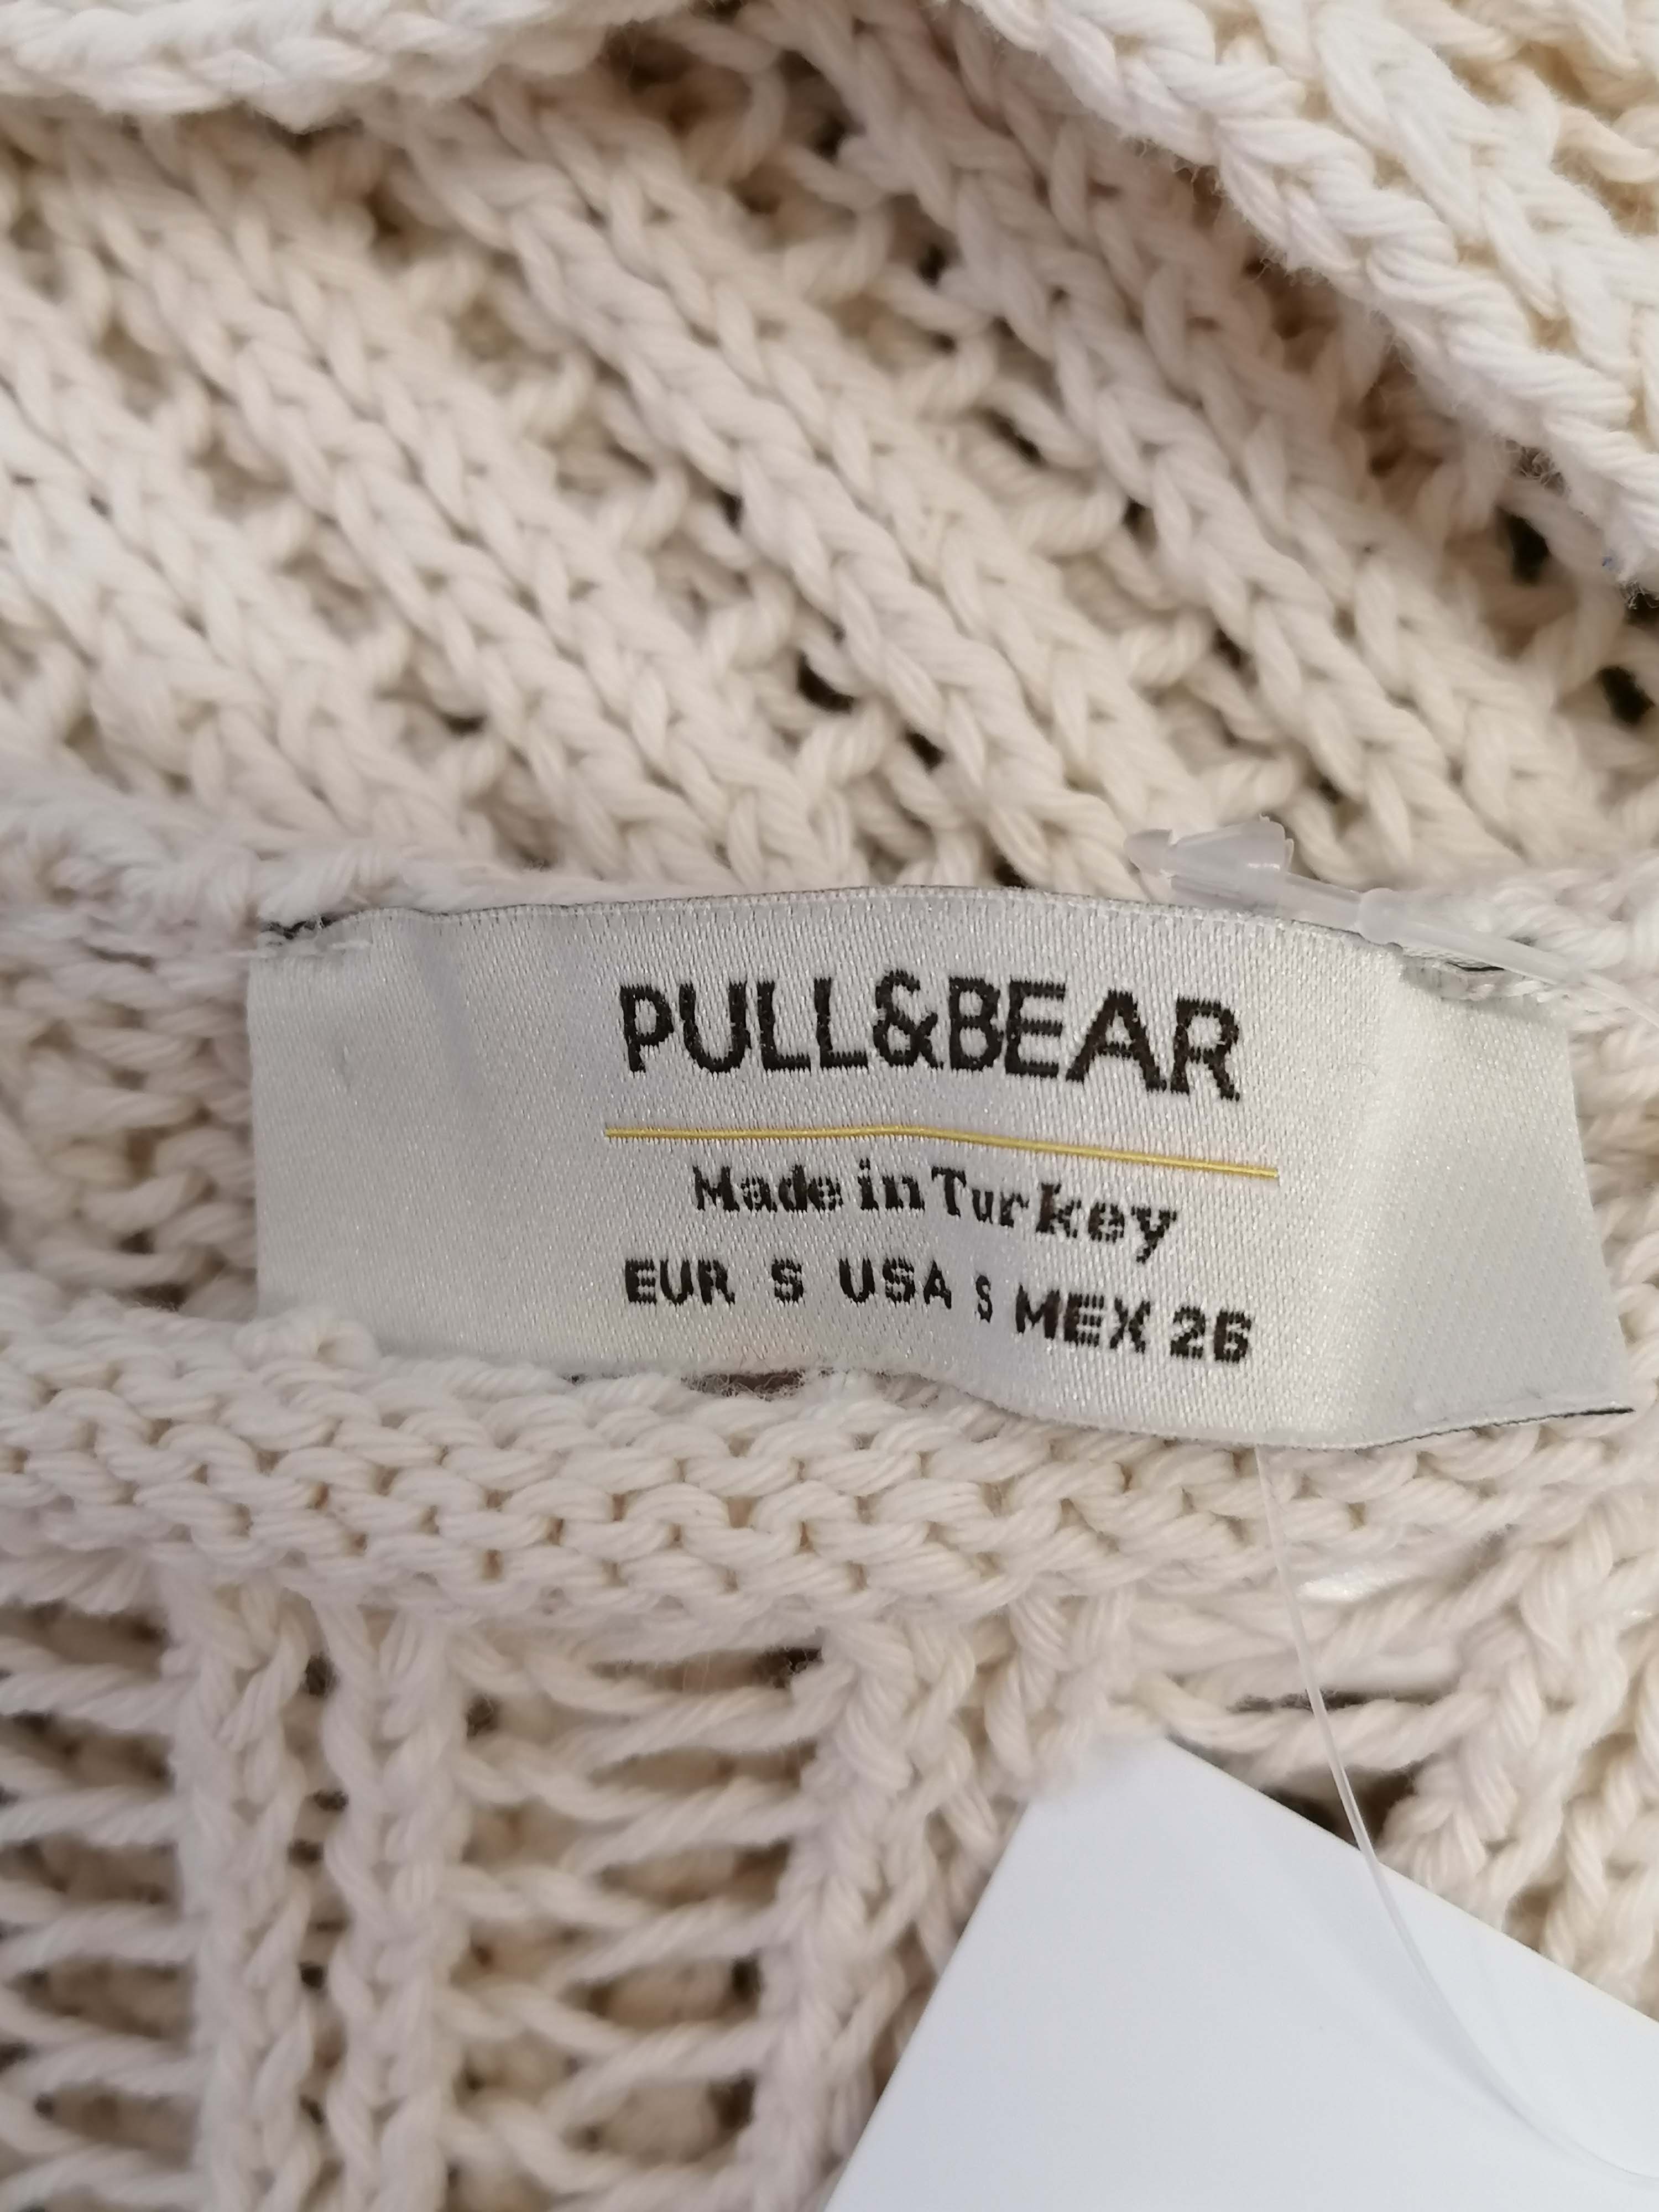 PULL&BEAR
Made in Turkey
EUR S USA S MEX 26